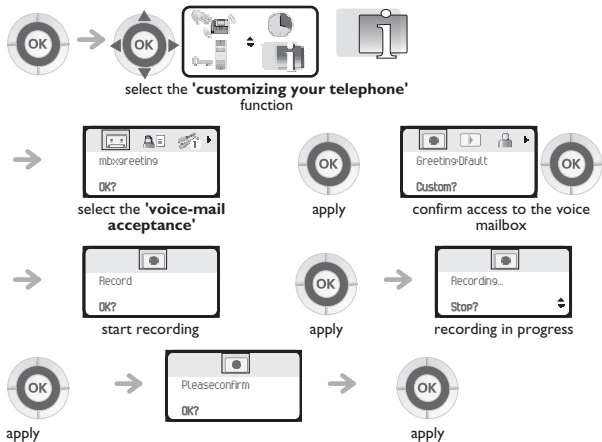 OK
OK
select the 'customizing your telephone'
function
mbxgreeting
OK?
select the 'voice-mail
acceptance'
OK
apply
Greeting:Dfault
Custom?
OK
confirm access to the voice
mailbox
Record
OK?
start recording
OK
apply
Recording...
Stop?
recording in progress
OK
apply
Pleaseconfirm
OK?
OK
apply